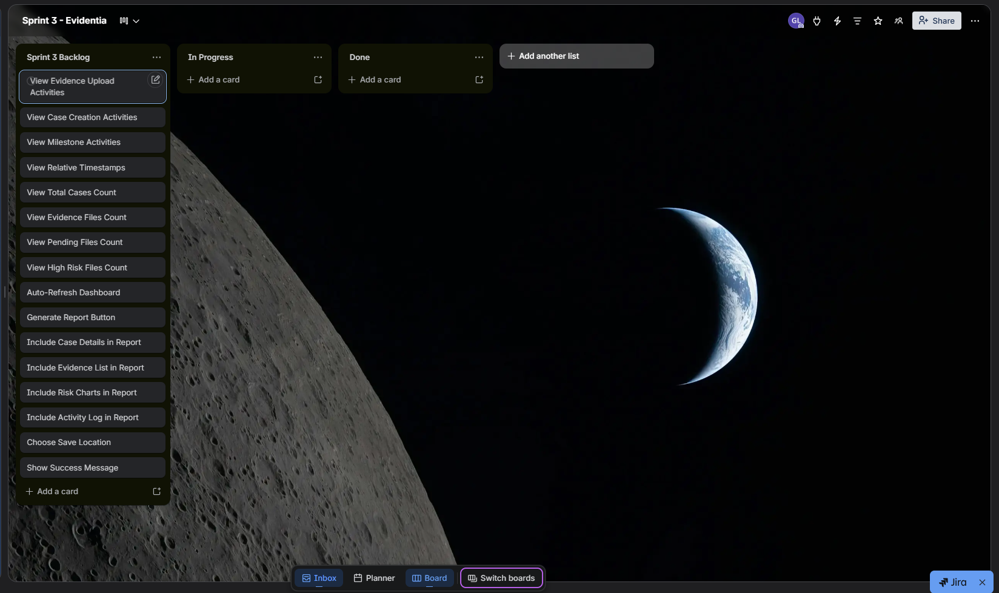 Sprint 3 - Evidentia
GL
Share
Sprint 3 Backlog
View Evidence Upload
Activities
View Case Creation Activities
View Milestone Activities
View Relative Timestamps
View Total Cases Count
View Evidence Files Count
View Pending Files Count
View High Risk Files Count
Auto-Refresh Dashboard
Generate Report Button
Include Case Details in Report
Include Evidence List in Report
Include Risk Charts in Report
Include Activity Log in Report
Choose Save Location
Show Success Message
Add a card
In Progress
Add a card
Done
Add a card
Add another list
Inbox
Planner
Board
Switch boards
Jira